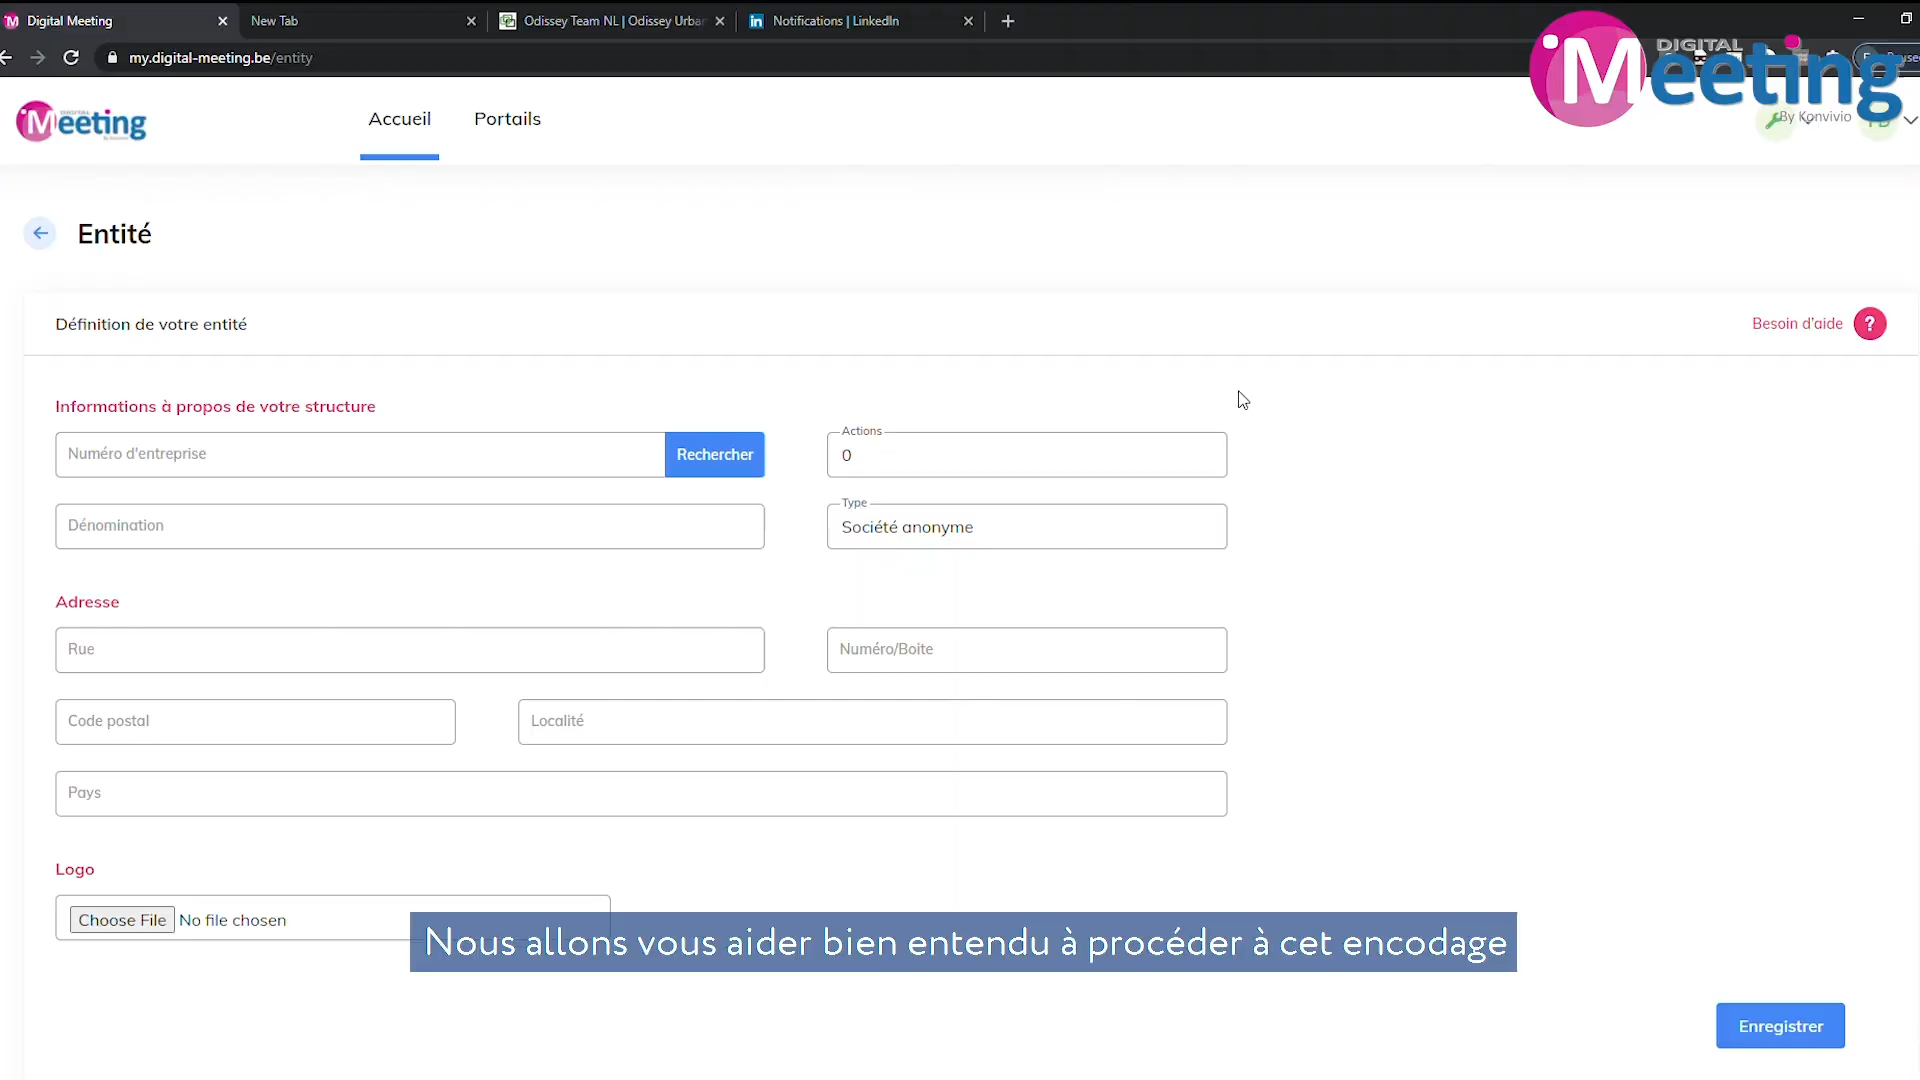 Digital Meeting
New Tab
Odissey Team NL | Odissey Urba
Notifications | LinkedIn
my.digital-meeting.be/entity
DIGITAL
Meeting
By Konvivio
Meeting
Accueil
Portails
Entité
Définition de votre entité
Besoin d'aide ?
Informations à propos de votre structure
Numéro d'entreprise
Rechercher
Actions
0
Dénomination
Type
Société anonyme
Adresse
Rue
Numéro/Boite
Code postal
Localité
Pays
Logo
Choose File No file chosen
Nous allons vous aider bien entendu à procéder à cet encodage
Enregistrer